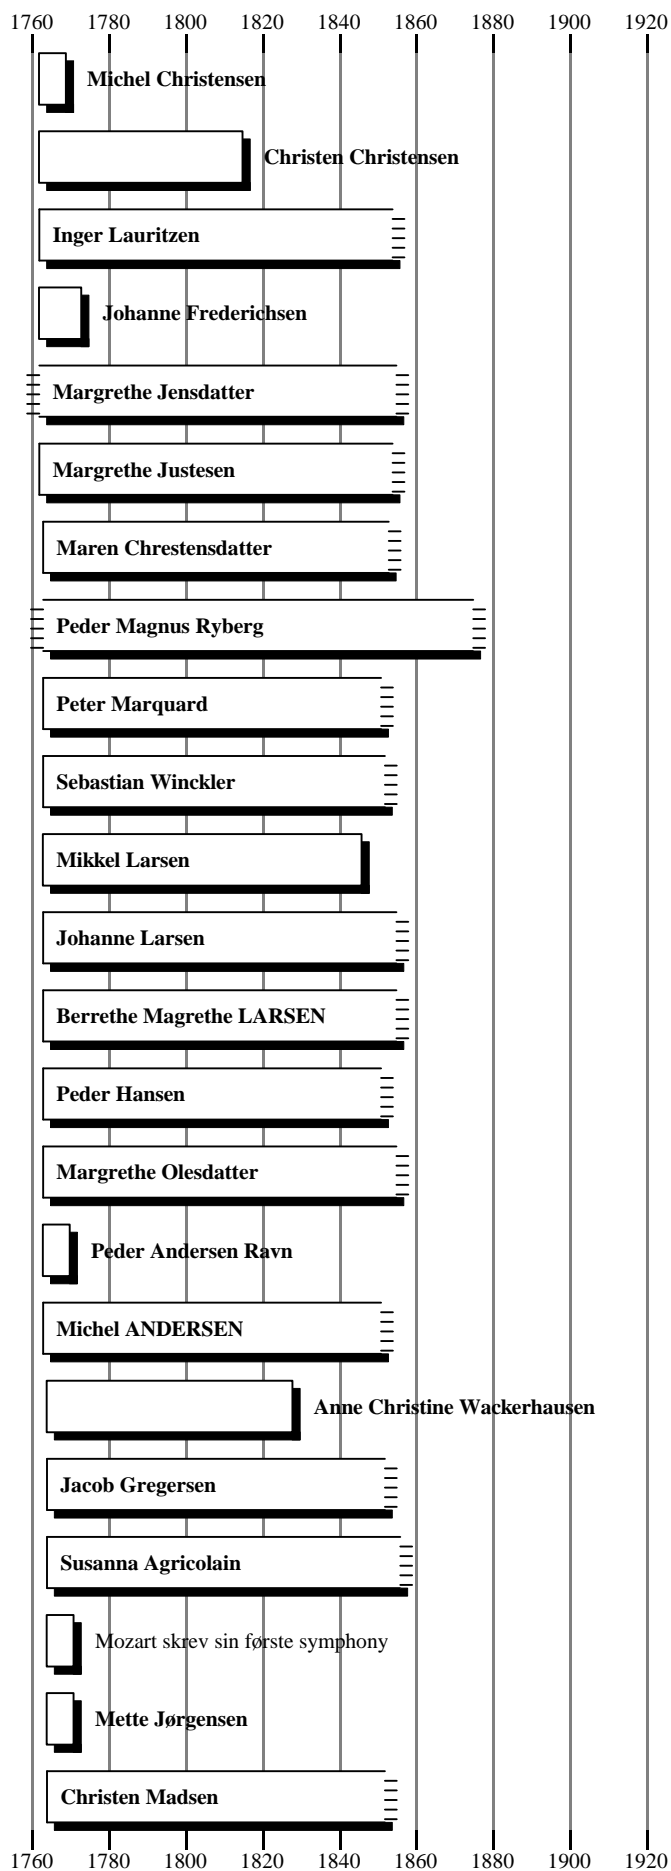 1760 1780 1800 1820 1840 1860 1880 1900 1920
Michel Christensen
Christen Christensen
Inger Lauritzen
Johanne Frederichsen
Margrethe Jensdatter
Margrethe Justesen
Maren Chrestensdatter
Peder Magnus Ryberg
Peter Marquard
Sebastian Winckler
Mikkel Larsen
Johanne Larsen
Berrethe Magrethe LARSEN
Peder Hansen
Margrethe Olesdatter
Peder Andersen Ravn
Michel ANDERSEN
Anne Christine Wackerhausen
Jacob Gregersen
Susanna Agricolain
Mozart skrev sin første symphony
Mette Jørgensen
Christen Madsen
1760 1780 1800 1820 1840 1860 1880 1900 1920